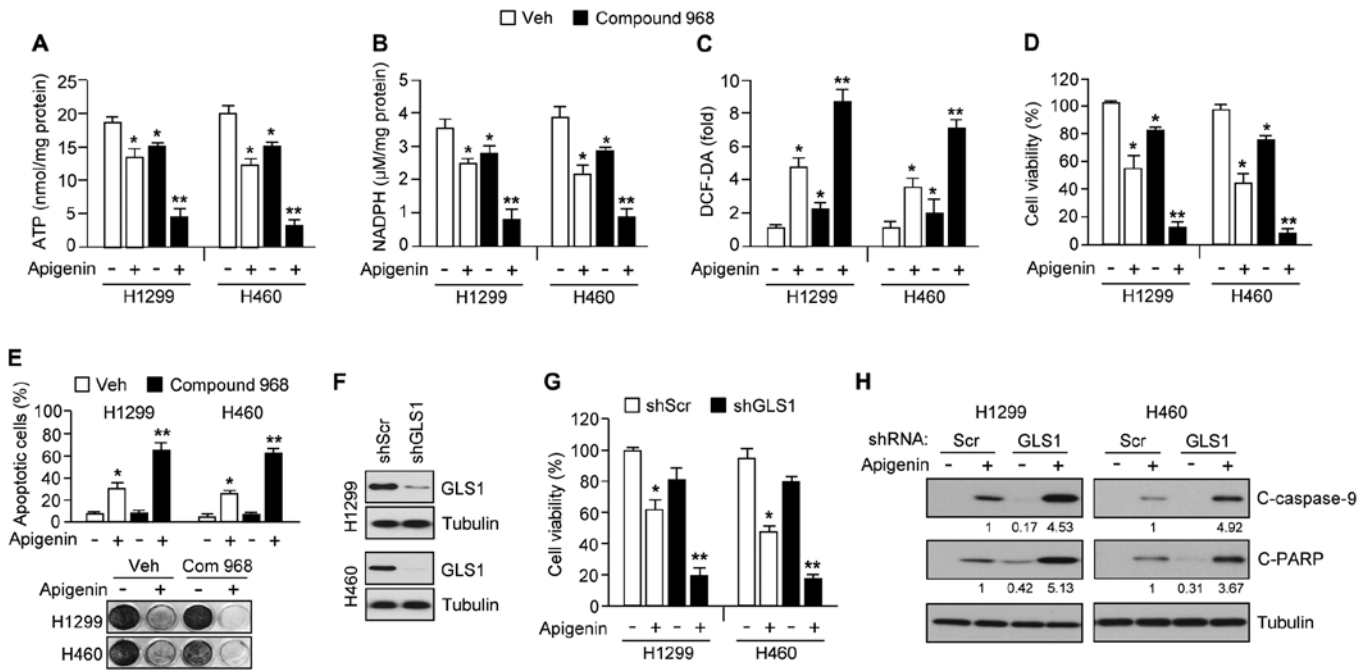 Veh Compound 968
A
ATP (nmol/mg protein)
25
20
15
10
5
0
* * ** * * **
Apigenin - + - + - + - +
H1299 H460
B
NADPH (µM/mg protein)
5
4
3
2
1
0
* * ** * * **
Apigenin - + - + - + - +
H1299 H460
C
DCF-DA (fold)
10
8
6
4
2
0
* * ** * * **
Apigenin - + - + - + - +
H1299 H460
D
Cell viability (%)
120
100
80
60
40
20
0
* * ** * * **
Apigenin - + - + - + - +
H1299 H460
E
Veh Compound 968
Apoptotic cells (%)
H1299 H460
100
80
60
40
20
0
* ** * **
Apigenin - + - + - + - +
Veh Com 968
Apigenin - + - +
H1299
H460
F
shScr shGLS1
H1299
GLS1
Tubulin
H460
GLS1
Tubulin
G
shScr shGLS1
Cell viability (%)
120
100
80
60
40
20
0
* ** * **
Apigenin - + - + - + - +
H1299 H460
H
H1299 H460
shRNA: Scr GLS1 Scr GLS1
Apigenin - + - + - + - +
C-caspase-9
1 0.17 4.53 1 4.92
C-PARP
1 0.42 5.13 1 0.31 3.67
Tubulin